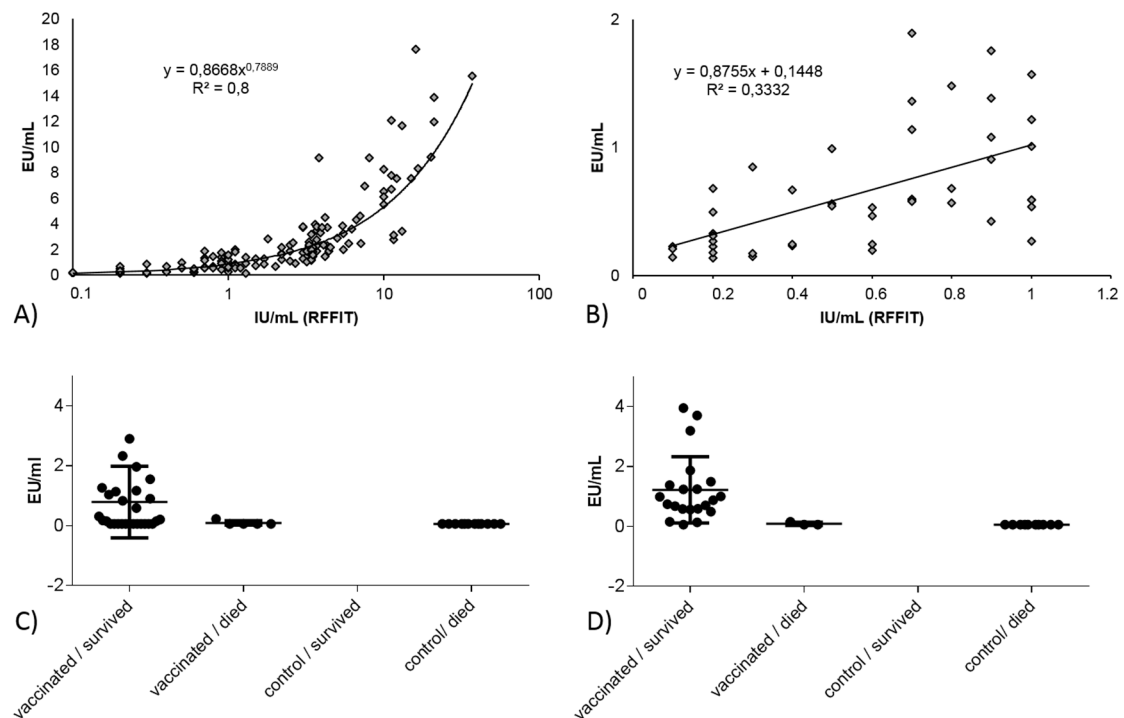 20
18
16
14
12
10
8
6
4
2
0
EU/mL
y = 0,8668x^0,7889
R² = 0,8
0.1
1
10
100
IU/mL (RFFIT)
A)
2
1
0
EU/mL
y = 0,8755x + 0,1448
R² = 0,3332
0
0.2
0.4
0.6
0.8
1
1.2
IU/mL (RFFIT)
B)
4
2
0
-2
EU/ml
vaccinated / survived
vaccinated / died
control / survived
control/ died
C)
4
2
0
-2
EU/mL
vaccinated / survived
vaccinated / died
control / survived
control/ died
D)